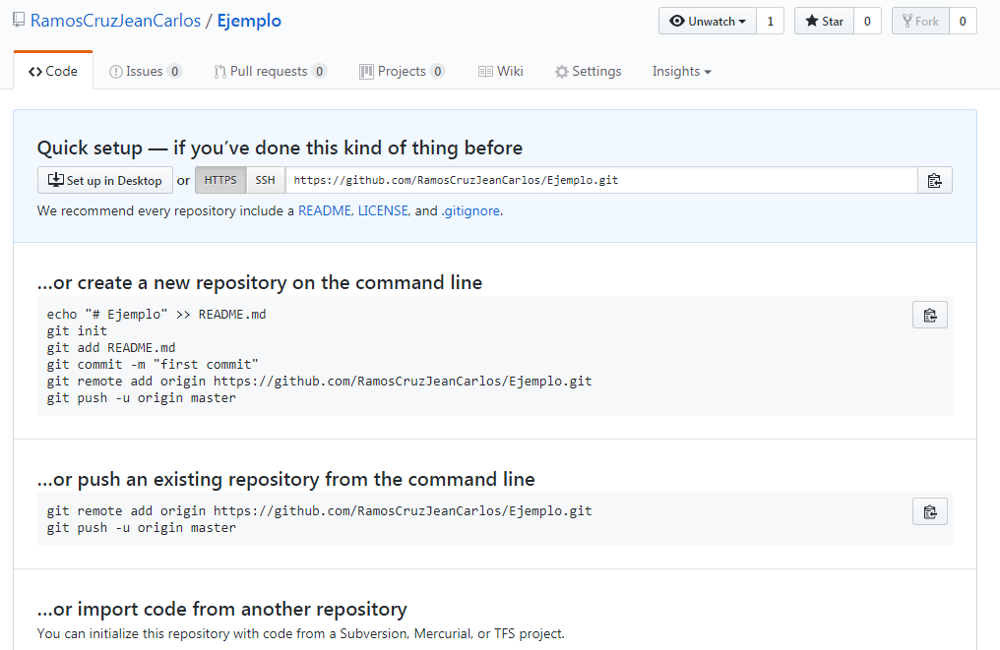 RamosCruzJeanCarlos / Ejemplo
Unwatch 1 Star 0 Fork 0
Code Issues 0 Pull requests 0 Projects 0 Wiki Settings Insights
Quick setup — if you’ve done this kind of thing before
Set up in Desktop or HTTPS SSH https://github.com/RamosCruzJeanCarlos/Ejemplo.git
We recommend every repository include a README, LICENSE, and .gitignore.
…or create a new repository on the command line
echo "# Ejemplo" >> README.md
git init
git add README.md
git commit -m "first commit"
git remote add origin https://github.com/RamosCruzJeanCarlos/Ejemplo.git
git push -u origin master
…or push an existing repository from the command line
git remote add origin https://github.com/RamosCruzJeanCarlos/Ejemplo.git
git push -u origin master
…or import code from another repository
You can initialize this repository with code from a Subversion, Mercurial, or TFS project.